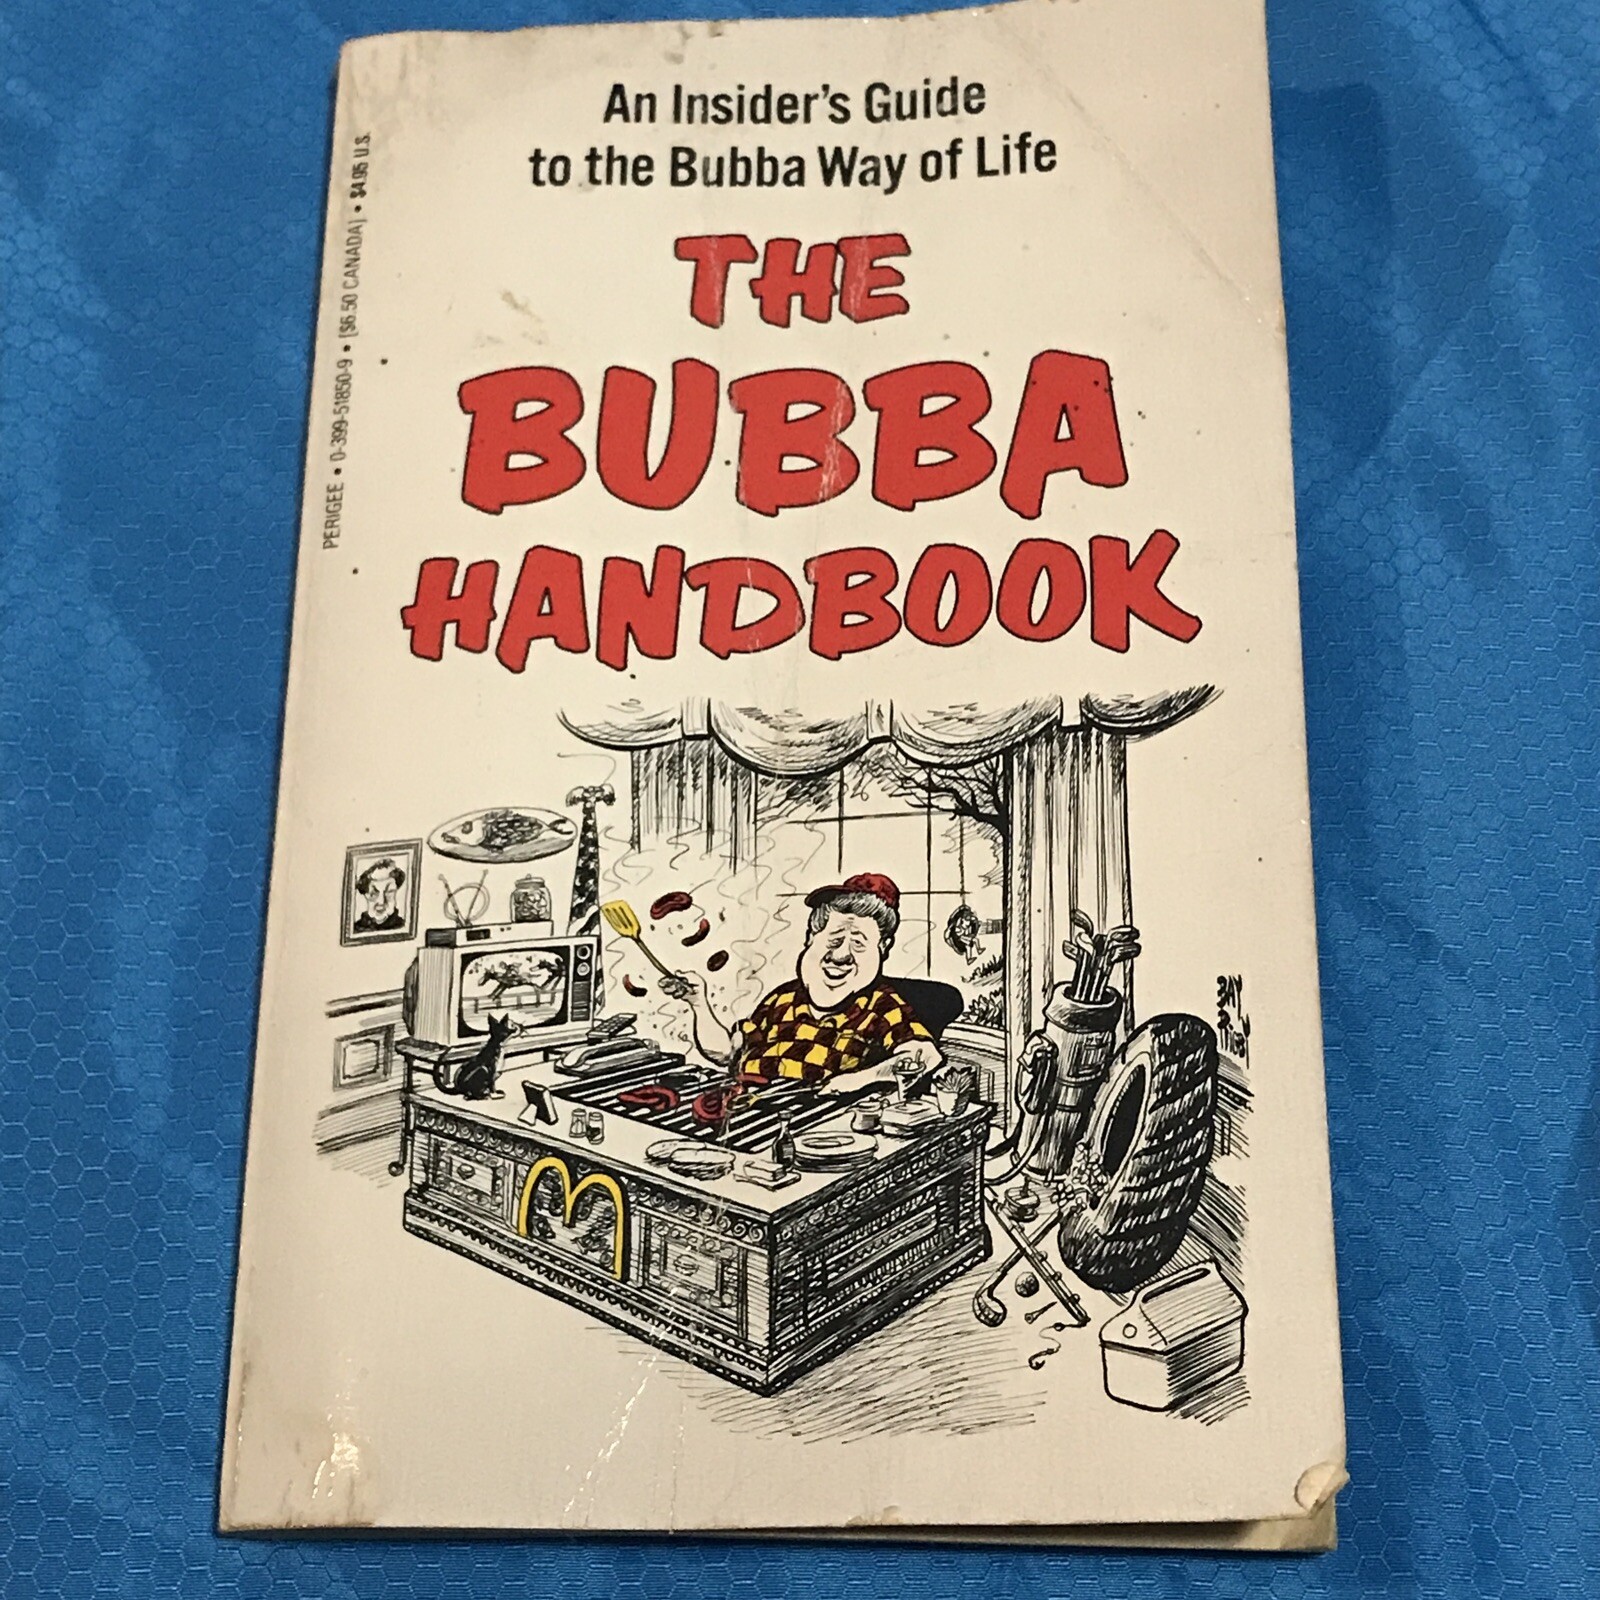 An Insider's Guide
to the Bubba Way of Life
THE
BUBBA
HANDBOOK
PERIGEE • 0-399-51850-9 • [$6.50 CANADA] • $4.95 U.S.
M